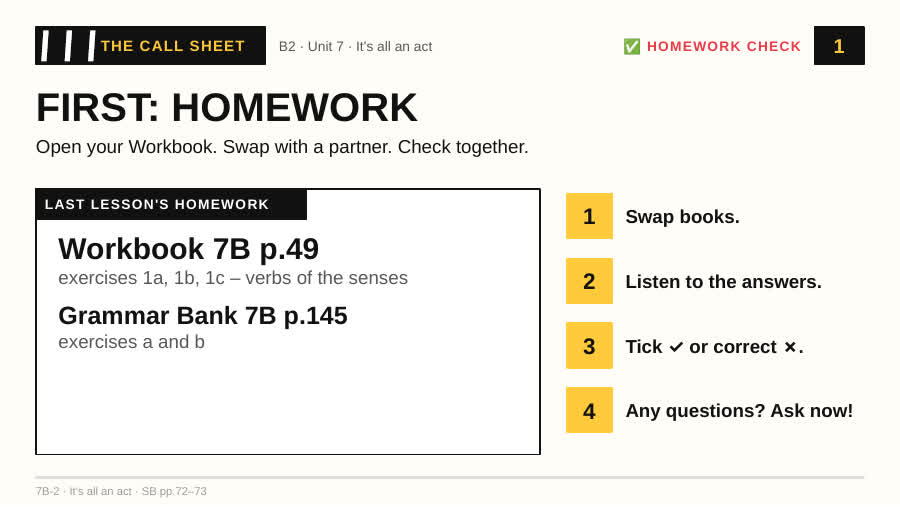 THE CALL SHEET
B2 · Unit 7 · It's all an act
✅ HOMEWORK CHECK
1
FIRST: HOMEWORK
Open your Workbook. Swap with a partner. Check together.
LAST LESSON'S HOMEWORK
Workbook 7B p.49
exercises 1a, 1b, 1c – verbs of the senses
Grammar Bank 7B p.145
exercises a and b
1 Swap books.
2 Listen to the answers.
3 Tick ✓ or correct ✗.
4 Any questions? Ask now!
7B-2 · It's all an act · SB pp.72–73